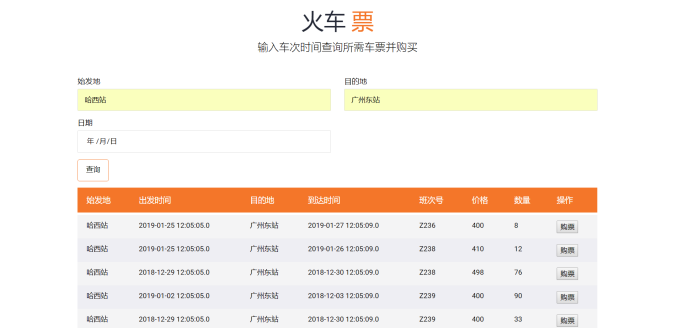 火车 票
输入车次时间查询所需车票并购买
始发地 目的地
哈西站 广州东站
日期
年 /月/日
查询
始发地 出发时间 目的地 到达时间 班次号 价格 数量 操作
哈西站 2019-01-25 12:05:05.0 广州东站 2019-01-27 12:05:09.0 Z236 400 8 购票
哈西站 2019-01-25 12:05:05.0 广州东站 2019-01-26 12:05:09.0 Z238 410 12 购票
哈西站 2018-12-29 12:05:05.0 广州东站 2018-12-30 12:05:09.0 Z238 498 76 购票
哈西站 2019-01-02 12:05:05.0 广州东站 2018-12-03 12:05:09.0 Z239 400 90 购票
哈西站 2018-12-29 12:05:05.0 广州东站 2018-12-30 12:05:09.0 Z239 400 33 购票